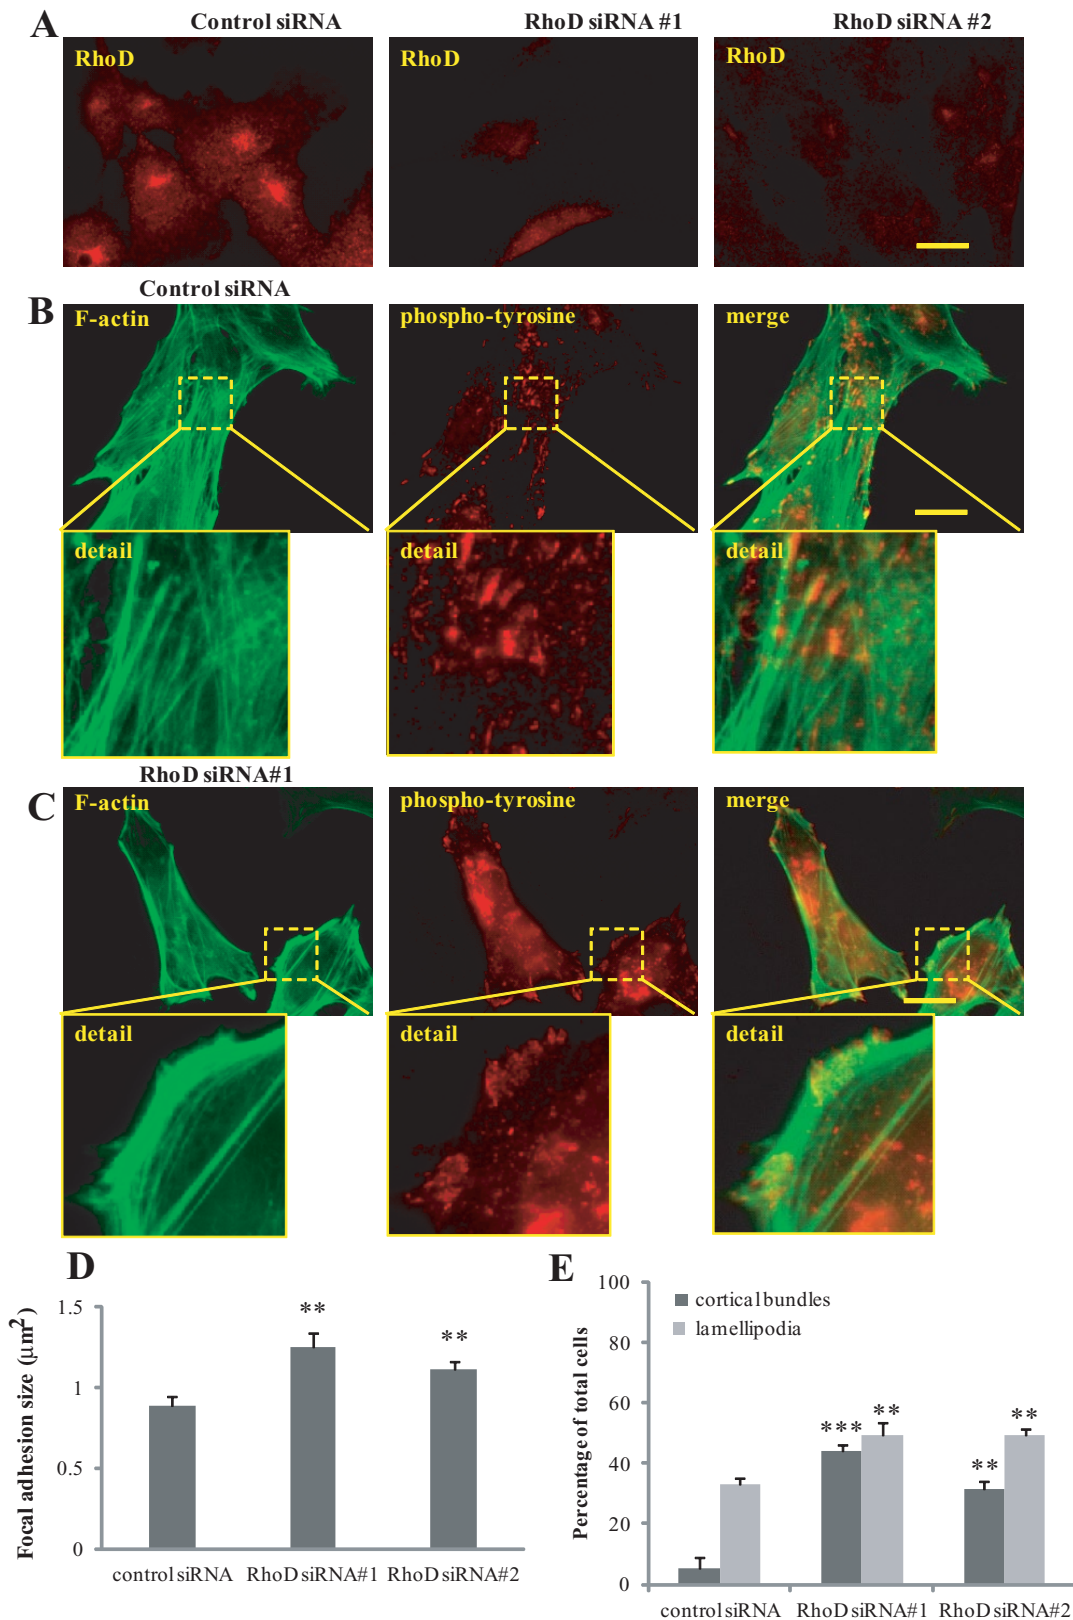 A
Control siRNA
RhoD siRNA #1
RhoD siRNA #2
RhoD
RhoD
RhoD
B
Control siRNA
F-actin
phospho-tyrosine
merge
detail
detail
detail
C
RhoD siRNA#1
F-actin
phospho-tyrosine
merge
detail
detail
detail
D
Focal adhesion size (μm²)
1.5
1
0.5
0
**
**
control siRNA
RhoD siRNA#1
RhoD siRNA#2
E
Percentage of total cells
100
80
60
40
20
0
cortical bundles
lamellipodia
***
**
**
**
control siRNA
RhoD siRNA#1
RhoD siRNA#2